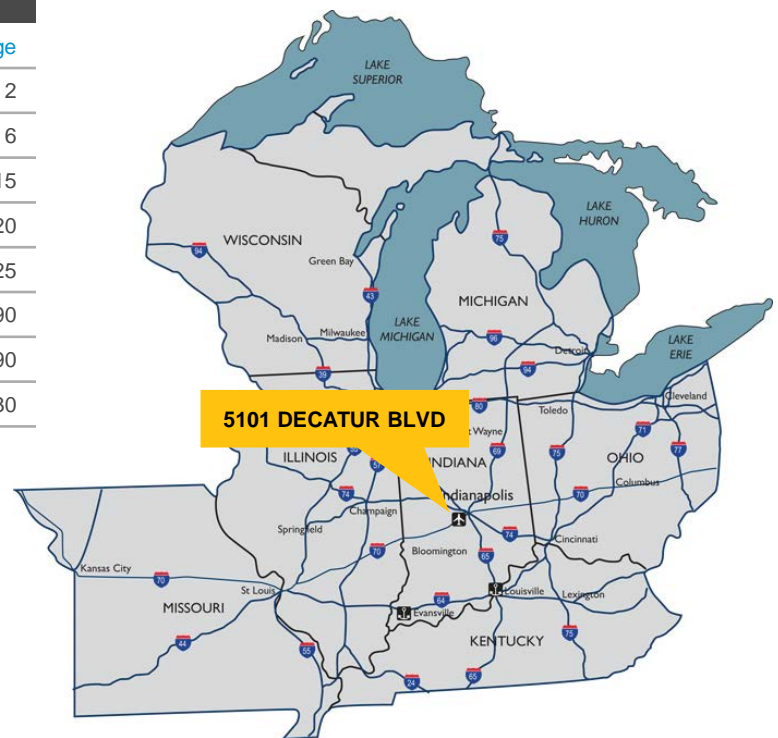 ge
2
6
15
20
25
90
90
30
LAKE
SUPERIOR
LAKE
HURON
WISCONSIN
75
94
Green Bay
43
MICHIGAN
LAKE
MICHIGAN
96
LAKE
ERIE
Madison
Milwaukee
Detroit
39
94
Cleveland
5101 DECATUR BLVD
80
Toledo
t Wayne
71
ILLINOIS
57
INDIANA
69
75
OHIO
77
74
ndianapolis
70
Columbus
Champaign
Springfield
74
Cincinnati
70
Bloomington
65
Kansas City
70
St Louis
64
Louisville
Lexington
MISSOURI
Evansville
75
44
KENTUCKY
55
65
24